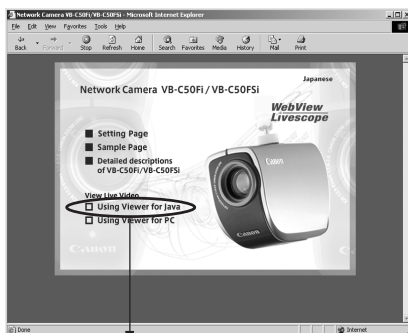 Network Camera VB-C50Fi/VB-C50FSi - Microsoft Internet Explorer
File Edit View Favorites Tools Help
Back Forward Stop Refresh Home Search Favorites Media History Mail Print
Japanese
Network Camera VB-C50Fi / VB-C50FSi
WebView
Livescope
Setting Page
Sample Page
Detailed descriptions
of VB-C50Fi/VB-C50FSi
View Live Video
Using Viewer for Java
Using Viewer for PC
Canon
Canon
Canon
Done
Internet